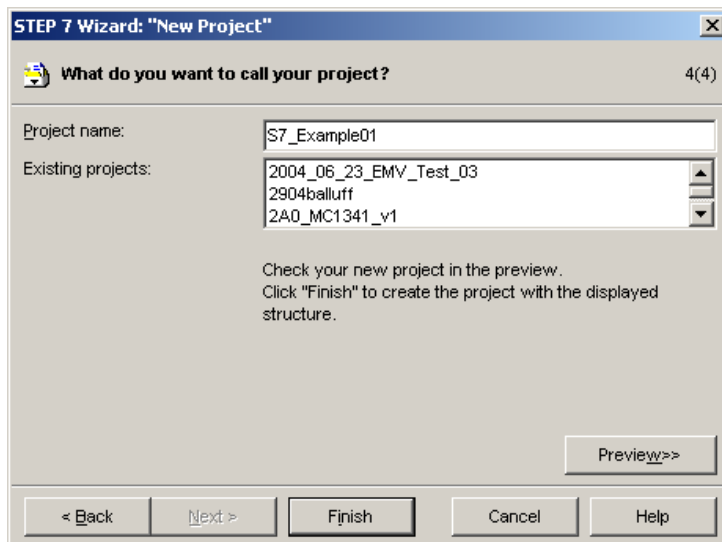 STEP 7 Wizard: "New Project"
What do you want to call your project? 4(4)
Project name: S7_Example01
Existing projects: 2004_06_23_EMV_Test_03
2904balluff
2A0_MC1341_v1
Check your new project in the preview.
Click "Finish" to create the project with the displayed
structure.
Preview>>
< Back Next > Finish Cancel Help